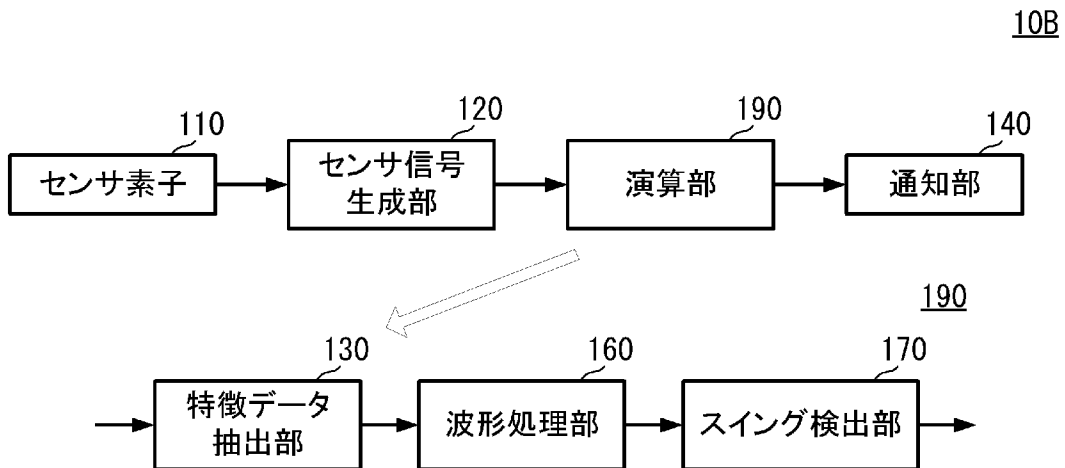 10B
110
120
190
140
センサ素子
センサ信号
生成部
演算部
通知部
190
130
160
170
特徴データ
抽出部
波形処理部
スイング検出部